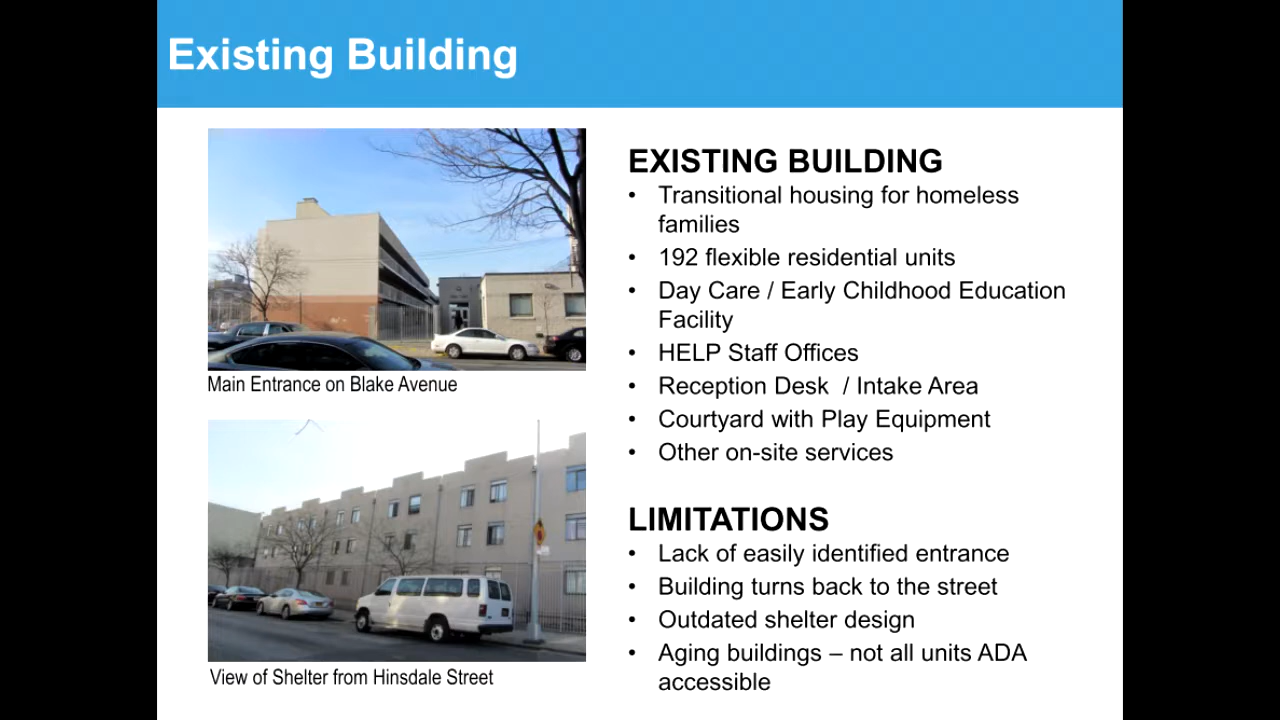 Existing Building
Main Entrance on Blake Avenue
View of Shelter from Hinsdale Street
EXISTING BUILDING
• Transitional housing for homeless
families
• 192 flexible residential units
• Day Care / Early Childhood Education
Facility
• HELP Staff Offices
• Reception Desk  / Intake Area
• Courtyard with Play Equipment
• Other on-site services
LIMITATIONS
• Lack of easily identified entrance
• Building turns back to the street
• Outdated shelter design
• Aging buildings – not all units ADA
accessible